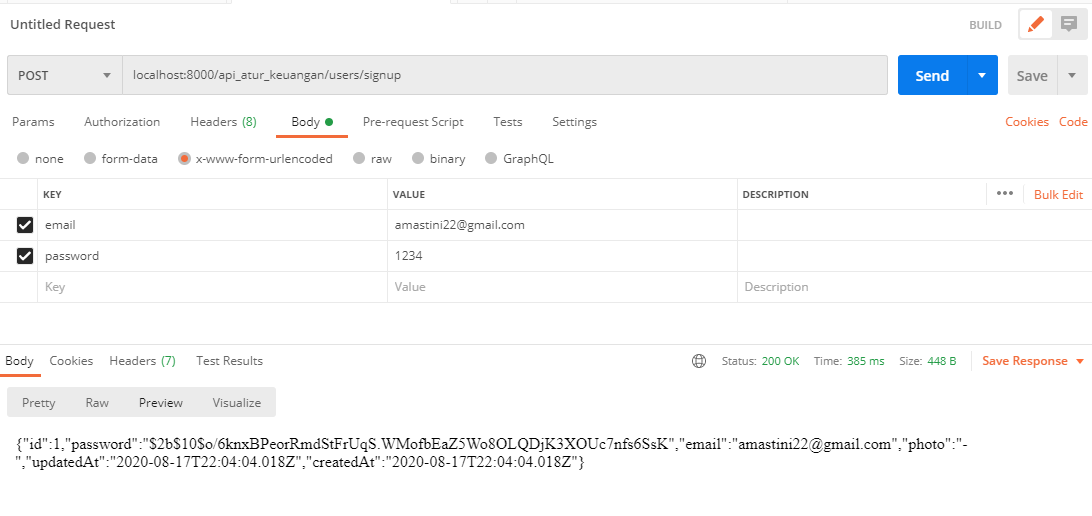 Untitled Request
BUILD
POST
localhost:8000/api_atur_keuangan/users/signup
Send
Save
Params Authorization Headers (8) Body Pre-request Script Tests Settings Cookies Code
none form-data x-www-form-urlencoded raw binary GraphQL
KEY VALUE DESCRIPTION ••• Bulk Edit
email amastini22@gmail.com
password 1234
Key Value Description
Body Cookies Headers (7) Test Results Status: 200 OK Time: 385 ms Size: 448 B Save Response
Pretty Raw Preview Visualize
{"id":1,"password":"$2b$10$o/6knxBPeorRmdStFrUqS.WMofbEaZ5Wo8OLQDjK3XOUc7nfs6SsK","email":"amastini22@gmail.com","photo":"-
","updatedAt":"2020-08-17T22:04:04.018Z","createdAt":"2020-08-17T22:04:04.018Z"}